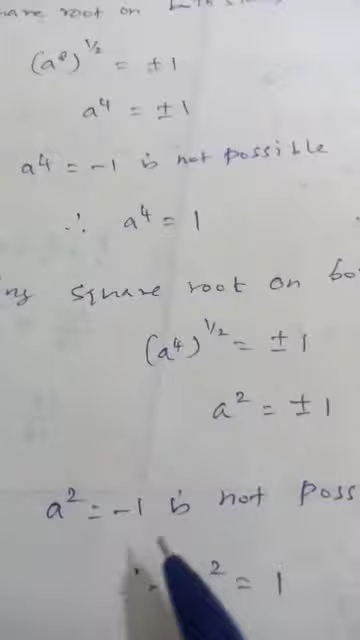 are root on
(a⁸)^1/2 = ±1
a⁴ = ±1
a⁴ = -1 is not possible
∴ a⁴ = 1
ing square root on bo
(a⁴)^1/2 = ± 1
a² = ± 1
a² = -1 is not poss
² = 1